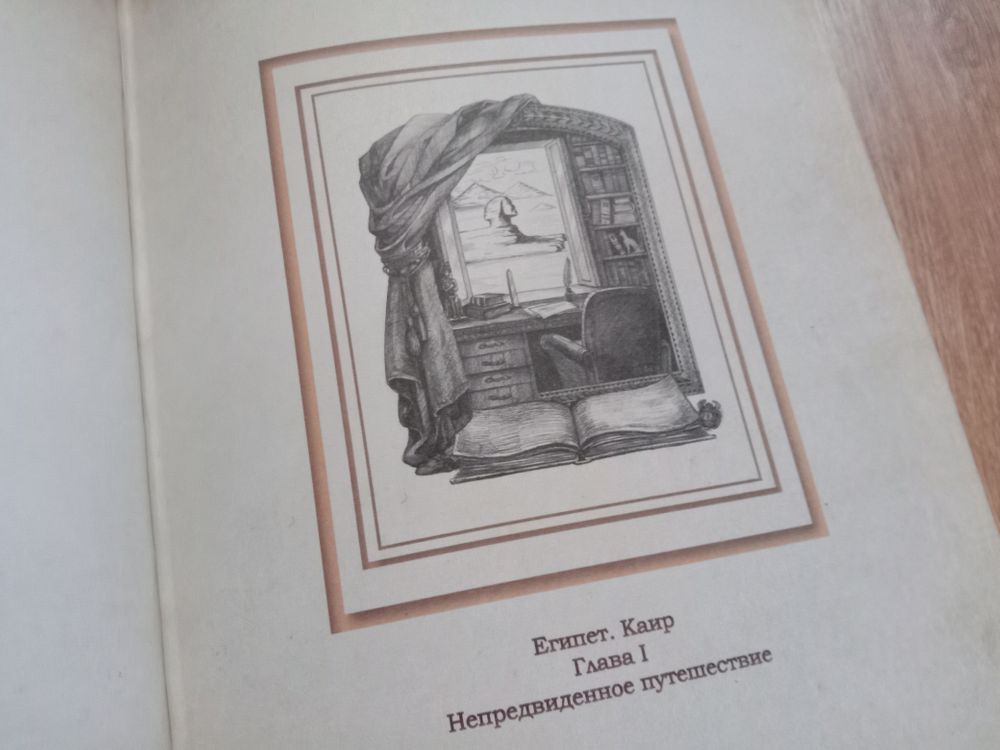 Египет. Каир
Глава I
Непредвиденное путешествие